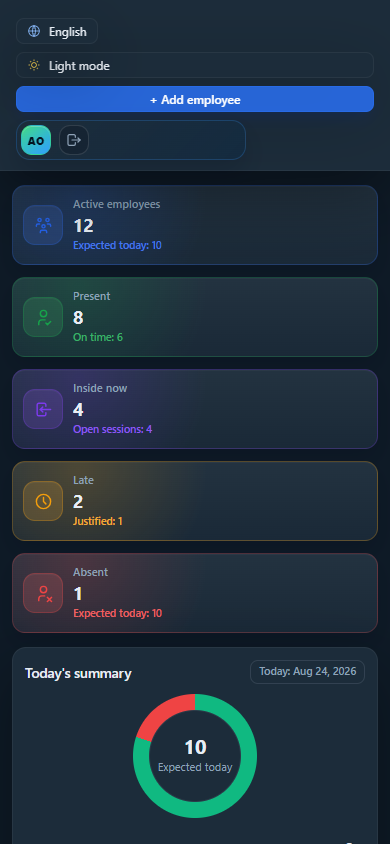 English
Light mode
+ Add employee
AO
Active employees
12
Expected today: 10
Present
8
On time: 6
Inside now
4
Open sessions: 4
Late
2
Justified: 1
Absent
1
Expected today: 10
Today's summary
Today: Aug 24, 2026
10
Expected today